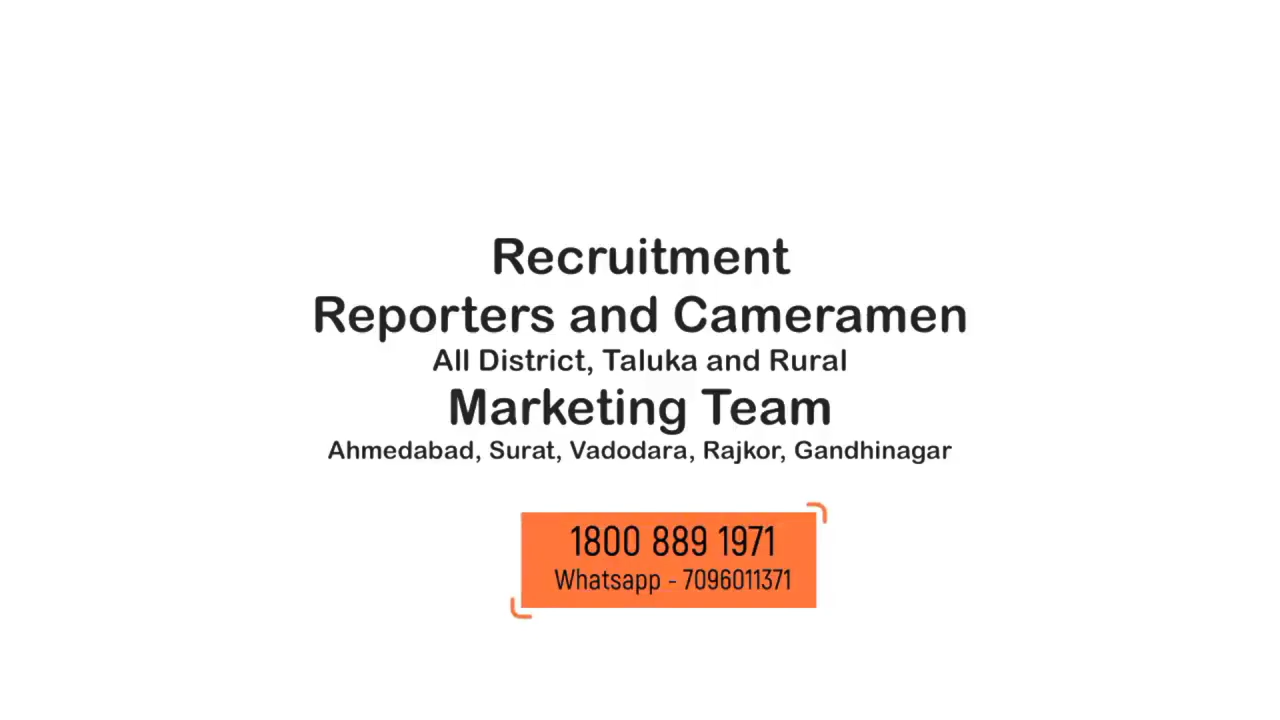 Recruitment
Reporters and Cameramen
All District, Taluka and Rural
Marketing Team
Ahmedabad, Surat, Vadodara, Rajkor, Gandhinagar
1800 889 1971
Whatsapp - 7096011371